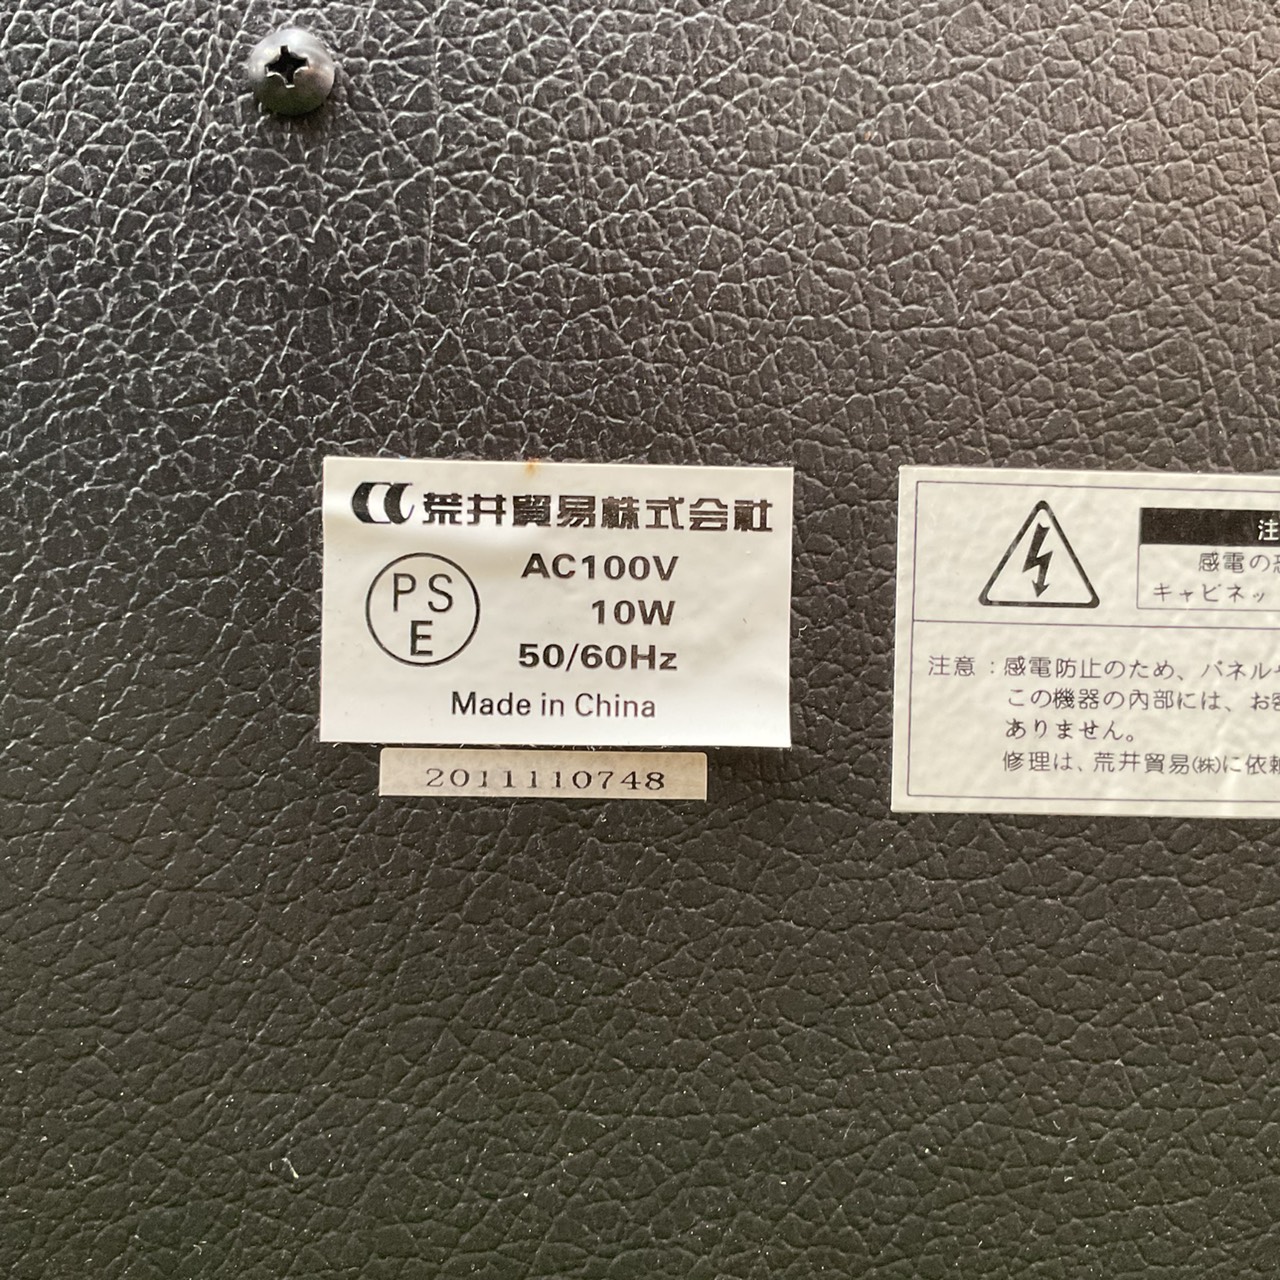 荒井貿易株式会社
PS
E
AC100V
10W
50/60Hz
Made in China
2011110748
注
感電の
キャビネッ
注意：感電防止のため、パネル
この機器の内部には、お
ありません。
修理は、荒井貿易(株)に依